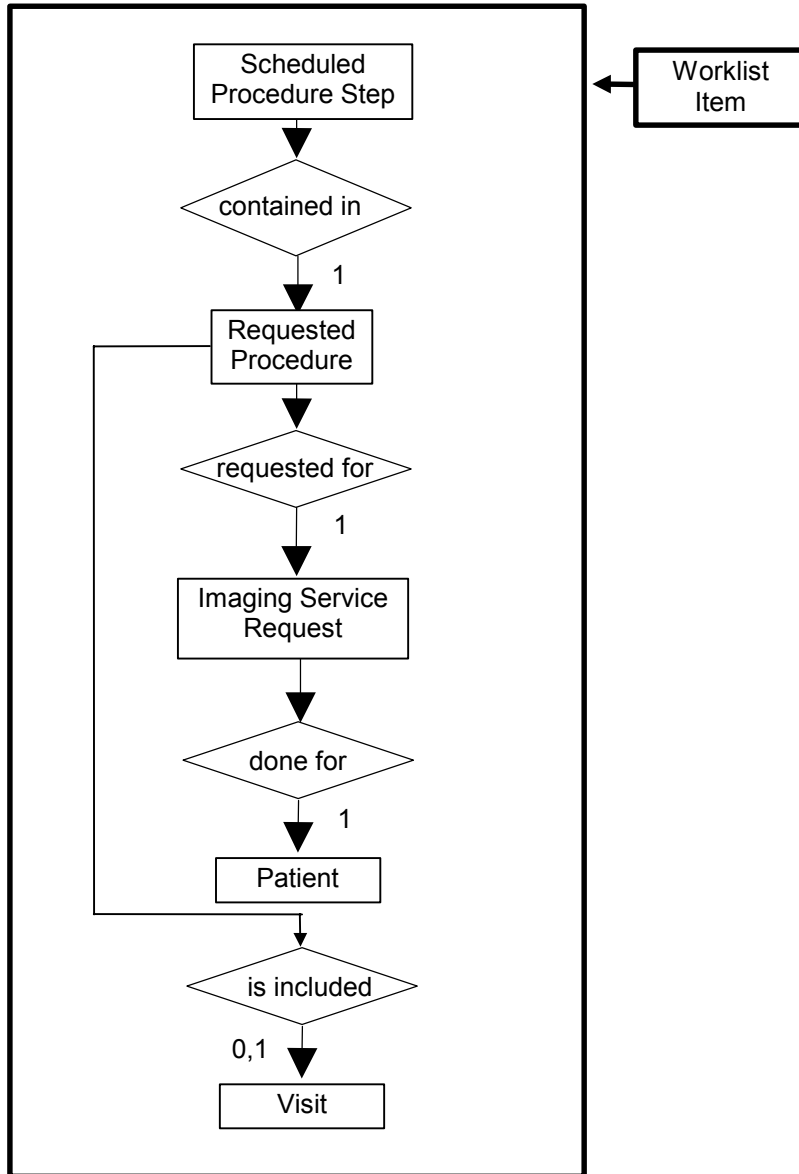 Scheduled
Procedure Step
Worklist
Item
contained in
1
Requested
Procedure
requested for
1
Imaging Service
Request
done for
1
Patient
is included
0,1
Visit